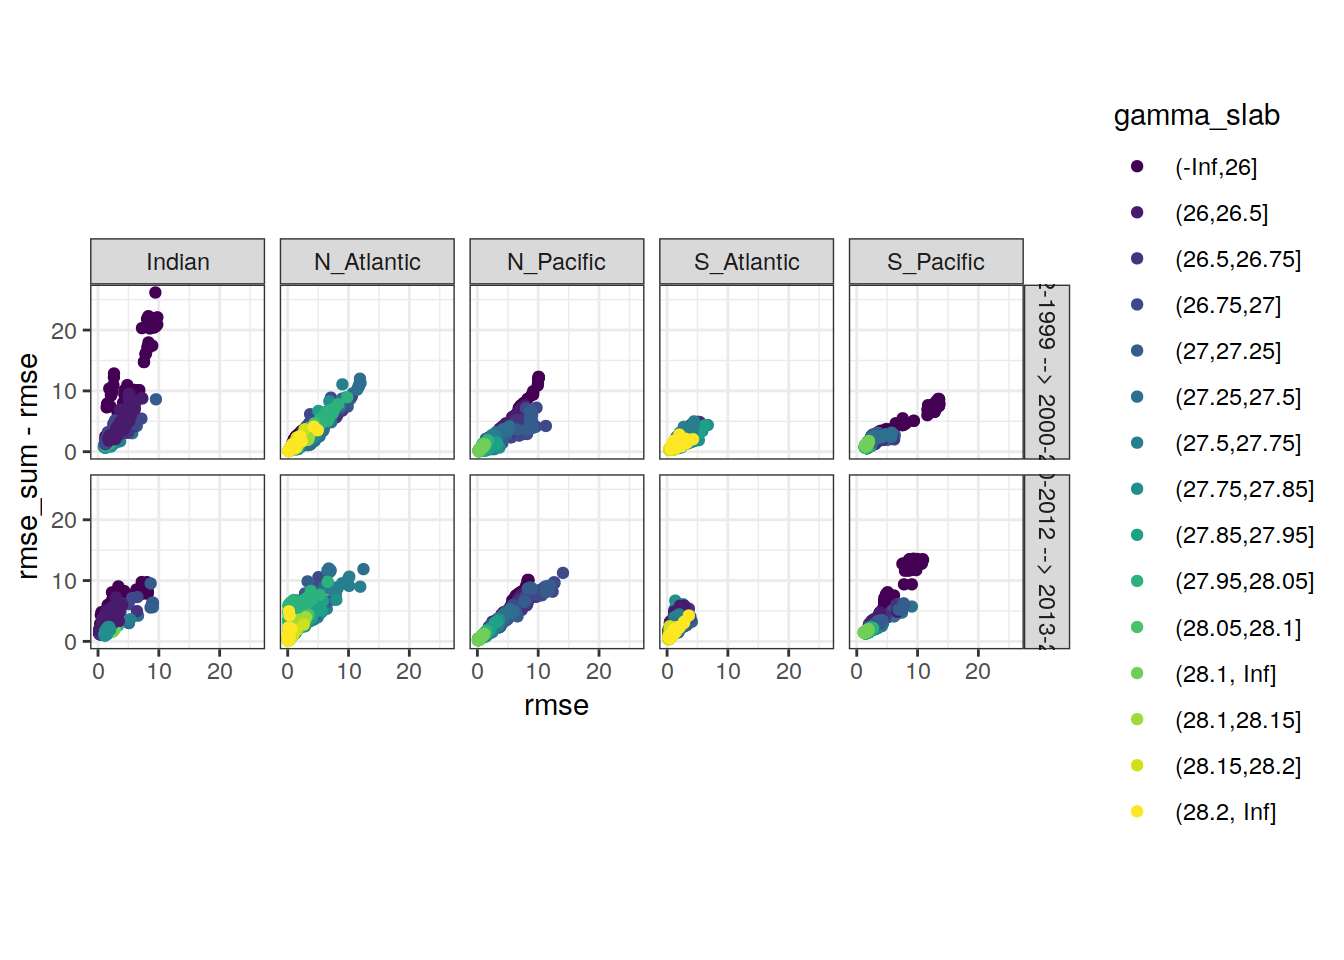 gamma_slab
(-Inf,26]
(26,26.5]
(26.5,26.75]
(26.75,27]
(27,27.25]
(27.25,27.5]
(27.5,27.75]
(27.75,27.85]
(27.85,27.95]
(27.95,28.05]
(28.05,28.1]
(28.1, Inf]
(28.1,28.15]
(28.15,28.2]
(28.2, Inf]
Indian N_Atlantic N_Pacific S_Atlantic S_Pacific
rmse_sum - rmse
20
10
0
-1999 --> 2000-
20
10
0
-2012 --> 2013-
0 10 20 0 10 20 0 10 20 0 10 20 0 10 20
rmse